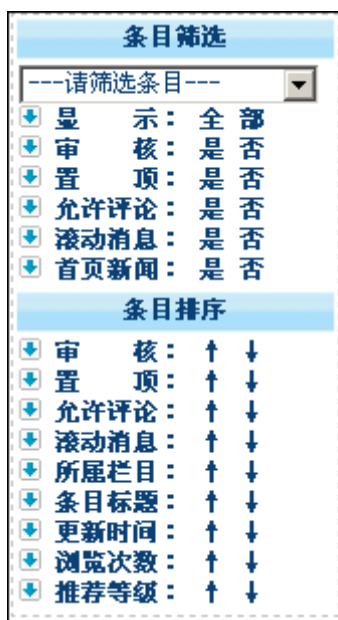 条目筛选
---请筛选条目---
显 示：全 部
审 核：是 否
置 顶：是 否
允许评论：是 否
滚动消息：是 否
首页新闻：是 否
条目排序
审 核：↑ ↓
置 顶：↑ ↓
允许评论：↑ ↓
滚动消息：↑ ↓
所属栏目：↑ ↓
条目标题：↑ ↓
更新时间：↑ ↓
浏览次数：↑ ↓
推荐等级：↑ ↓